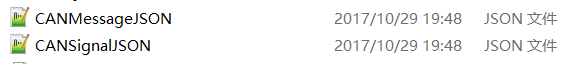 CANMessageJSON 2017/10/29 19:48 JSON 文件
CANSignalJSON 2017/10/29 19:48 JSON 文件